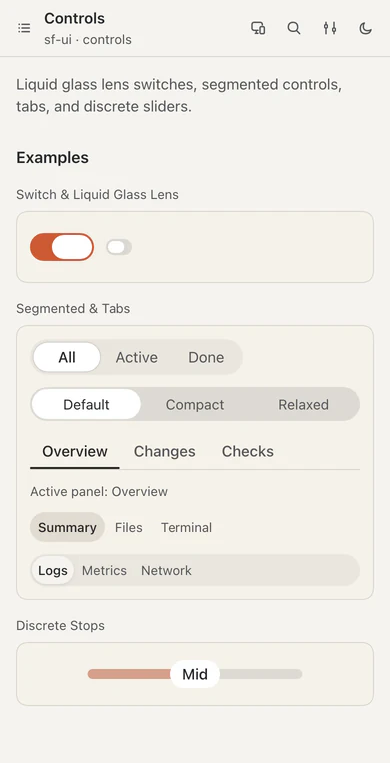 Controls
sf-ui · controls
Liquid glass lens switches, segmented controls,
tabs, and discrete sliders.
Examples
Switch & Liquid Glass Lens
Segmented & Tabs
All Active Done
Default Compact Relaxed
Overview Changes Checks
Active panel: Overview
Summary Files Terminal
Logs Metrics Network
Discrete Stops
Mid